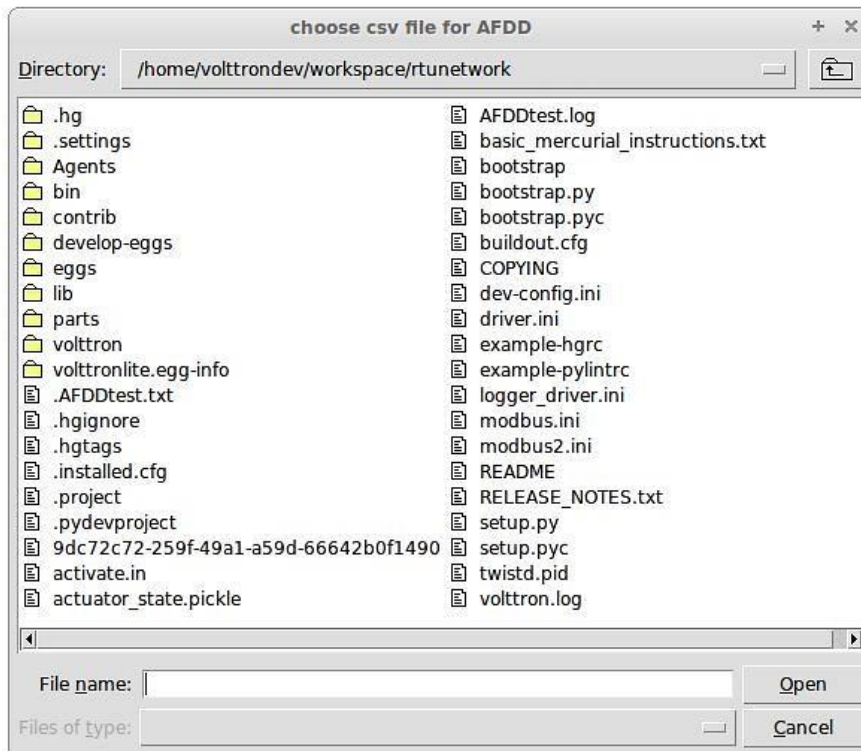 choose csv file for AFDD
Directory: /home/volttrondev/workspace/rtunetwork
.hg
.settings
Agents
bin
contrib
develop-eggs
eggs
lib
parts
volttron
volttronlite.egg-info
.AFDDtest.txt
.hgignore
.hgtags
.installed.cfg
.project
.pydevproject
9dc72c72-259f-49a1-a59d-66642b0f1490
activate.in
actuator_state.pickle
AFDDtest.log
basic_mercurial_instructions.txt
bootstrap
bootstrap.py
bootstrap.pyc
buildout.cfg
COPYING
dev-config.ini
driver.ini
example-hgrc
example-pylintrc
logger_driver.ini
modbus.ini
modbus2.ini
README
RELEASE_NOTES.txt
setup.py
setup.pyc
twistd.pid
volttron.log
File name:
Open
Files of type:
Cancel